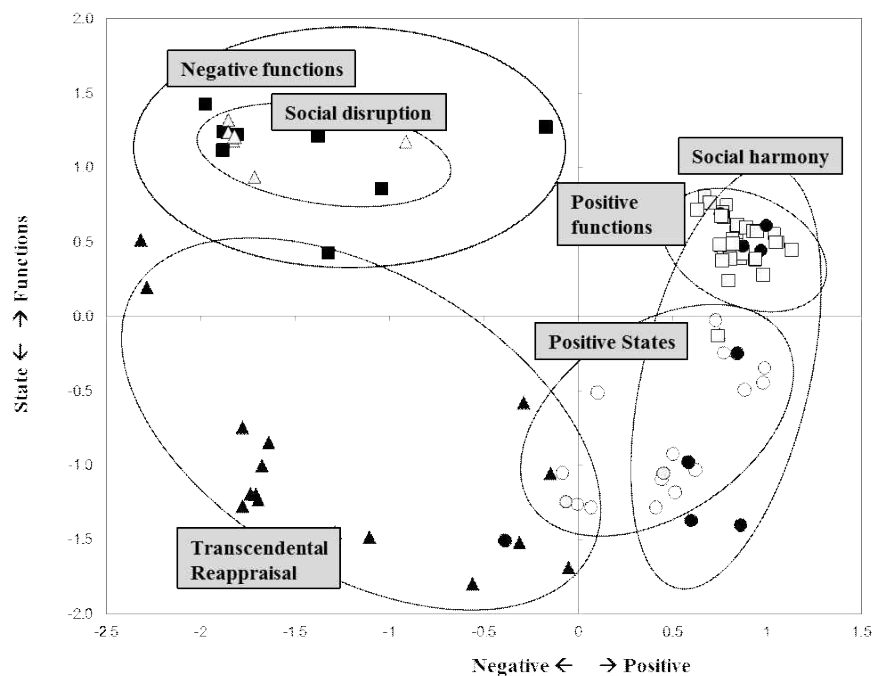 2.0
Negative functions
1.5
Social disruption
Social harmony
1.0
Positive
functions
0.5
0.0
Positive States
-0.5
-1.0
-1.5
Transcendental
Reappraisal
-2.0
-2.5
-2
-1.5
-1
-0.5
0
0.5
1
1.5
State ← → Functions
Negative ← → Positive